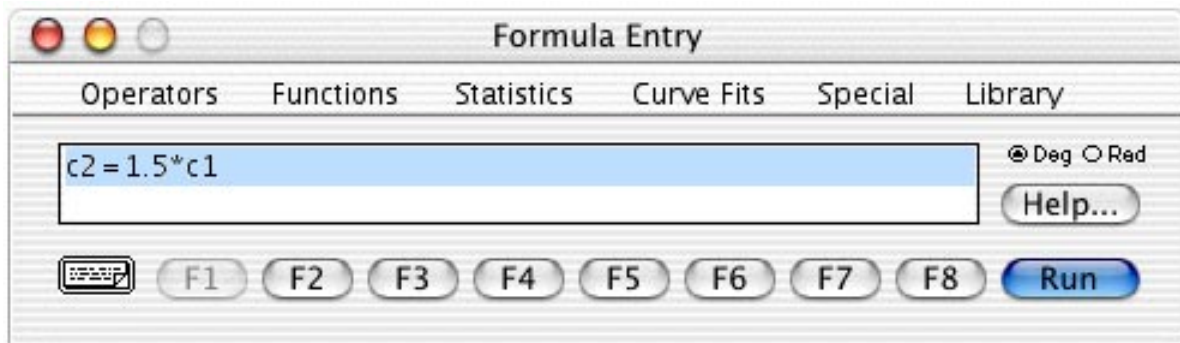 Formula Entry
Operators Functions Statistics Curve Fits Special Library
c2 = 1.5*c1
Deg Rad
Help...
F1 F2 F3 F4 F5 F6 F7 F8 Run